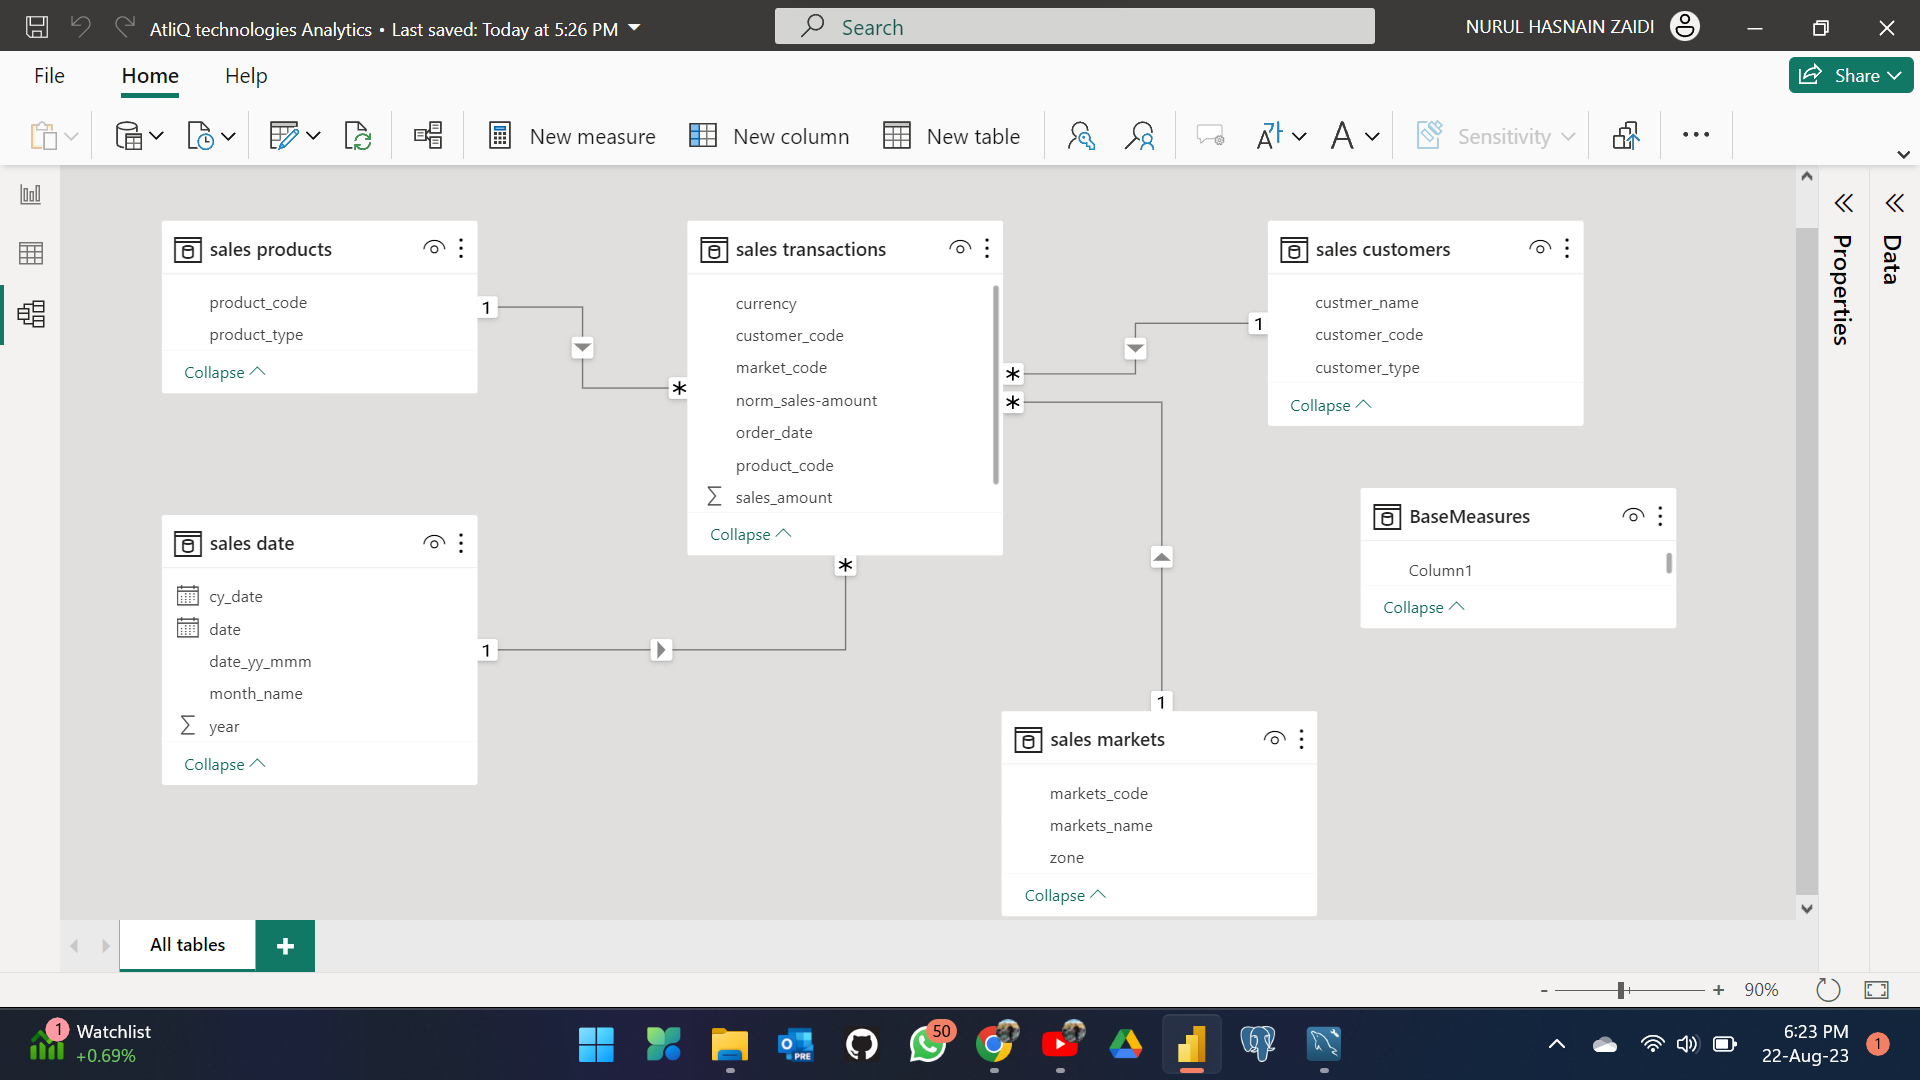 AtliQ technologies Analytics • Last saved: Today at 5:26 PM
Search
NURUL HASNAIN ZAIDI
File
Home
Help
Share
New measure
New column
New table
Sensitivity
sales products
product_code
product_type
Collapse
1
*
sales transactions
currency
customer_code
market_code
norm_sales-amount
order_date
product_code
Σ sales_amount
Collapse
*
*
*
1
sales customers
custmer_name
customer_code
customer_type
Collapse
BaseMeasures
Column1
Collapse
sales date
cy_date
date
date_yy_mmm
month_name
Σ year
Collapse
1
1
sales markets
markets_code
markets_name
zone
Collapse
Properties
Data
All tables
+
- + 90%
1
Watchlist
+0.69%
PRE
50
6:23 PM
22-Aug-23
1